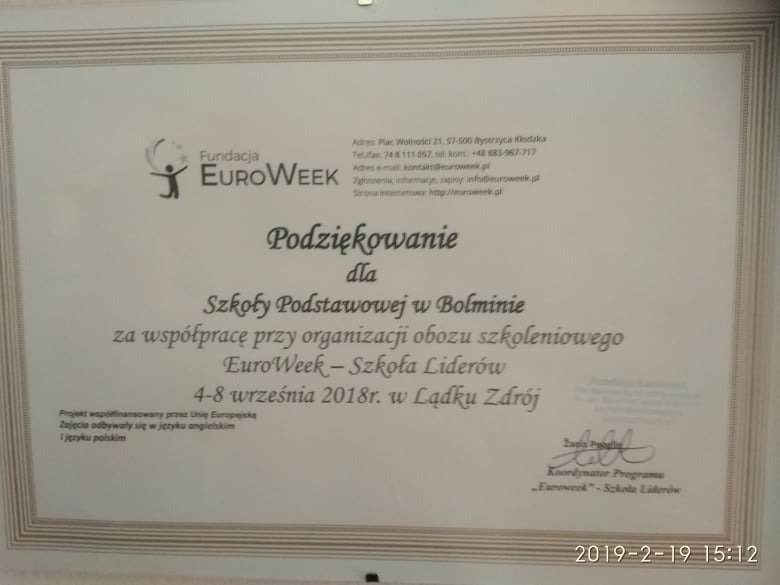 Fundacja
EUROWEEK
Adres: Plac Wolności 21, 57-500 Bystrzyca Kłodzka
Tel./fax: 74 8 111 057, tel. kom.: +48 883-967-717
Adres e-mail: kontakt@euroweek.pl
Zgłoszenia, informacje, zapisy: info@euroweek.pl
Strona internetowa: http://euroweek.pl
Podziękowanie
dla
Szkoły Podstawowej w Bolminie
za współpracę przy organizacji obozu szkoleniowego
EuroWeek – Szkoła Liderów
4-8 września 2018r. w Lądku Zdrój
Projekt współfinansowany przez Unię Europejską
Zajęcia odbywały się w języku angielskim
i języku polskim
Fundacja Euroweek
Koordynator Programu
„Euroweek" - Szkoła Liderów
2019-2-19 15:12